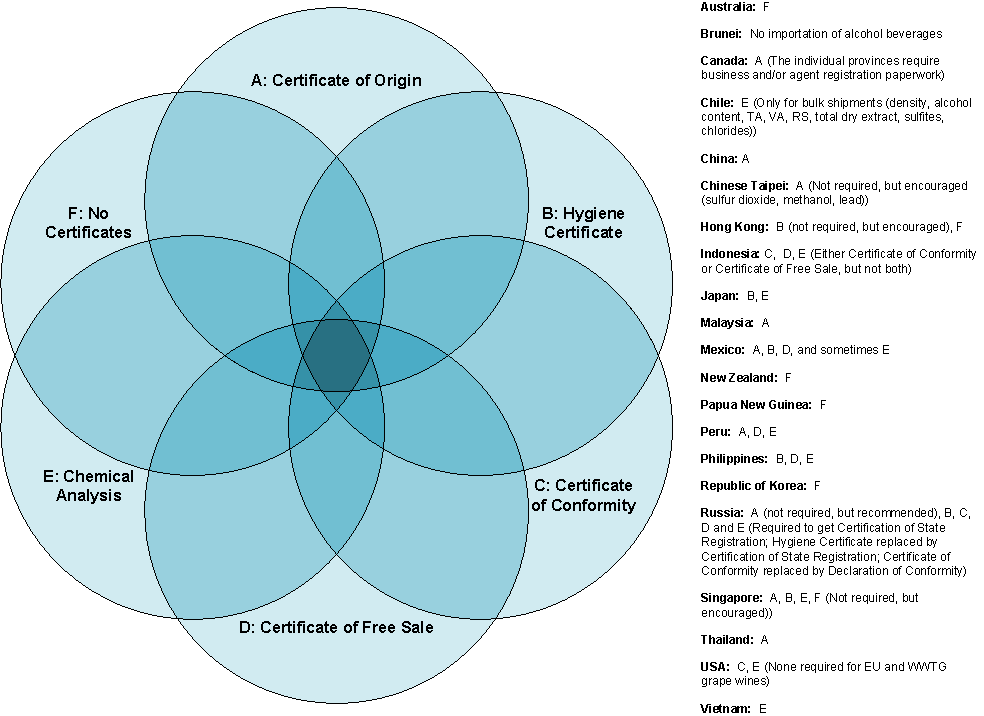 A: Certificate of Origin
F: No
Certificates
B: Hygiene
Certificate
E: Chemical
Analysis
C: Certificate
of Conformity
D: Certificate of Free Sale
Australia: F
Brunei: No importation of alcohol beverages
Canada: A (The individual provinces require
business and/or agent registration paperwork)
Chile: E (Only for bulk shipments (density, alcohol
content, TA, VA, RS, total dry extract, sulfites,
chlorides))
China: A
Chinese Taipei: A (Not required, but encouraged
(sulfur dioxide, methanol, lead))
Hong Kong: B (not required, but encouraged), F
Indonesia: C, D, E (Either Certificate of Conformity
or Certificate of Free Sale, but not both)
Japan: B, E
Malaysia: A
Mexico: A, B, D, and sometimes E
New Zealand: F
Papua New Guinea: F
Peru: A, D, E
Philippines: B, D, E
Republic of Korea: F
Russia: A (not required, but recommended), B, C,
D and E (Required to get Certification of State
Registration; Hygiene Certificate replaced by
Certification of State Registration; Certificate of
Conformity replaced by Declaration of Conformity)
Singapore: A, B, E, F (Not required, but
encouraged))
Thailand: A
USA: C, E (None required for EU and WWTG
grape wines)
Vietnam: E